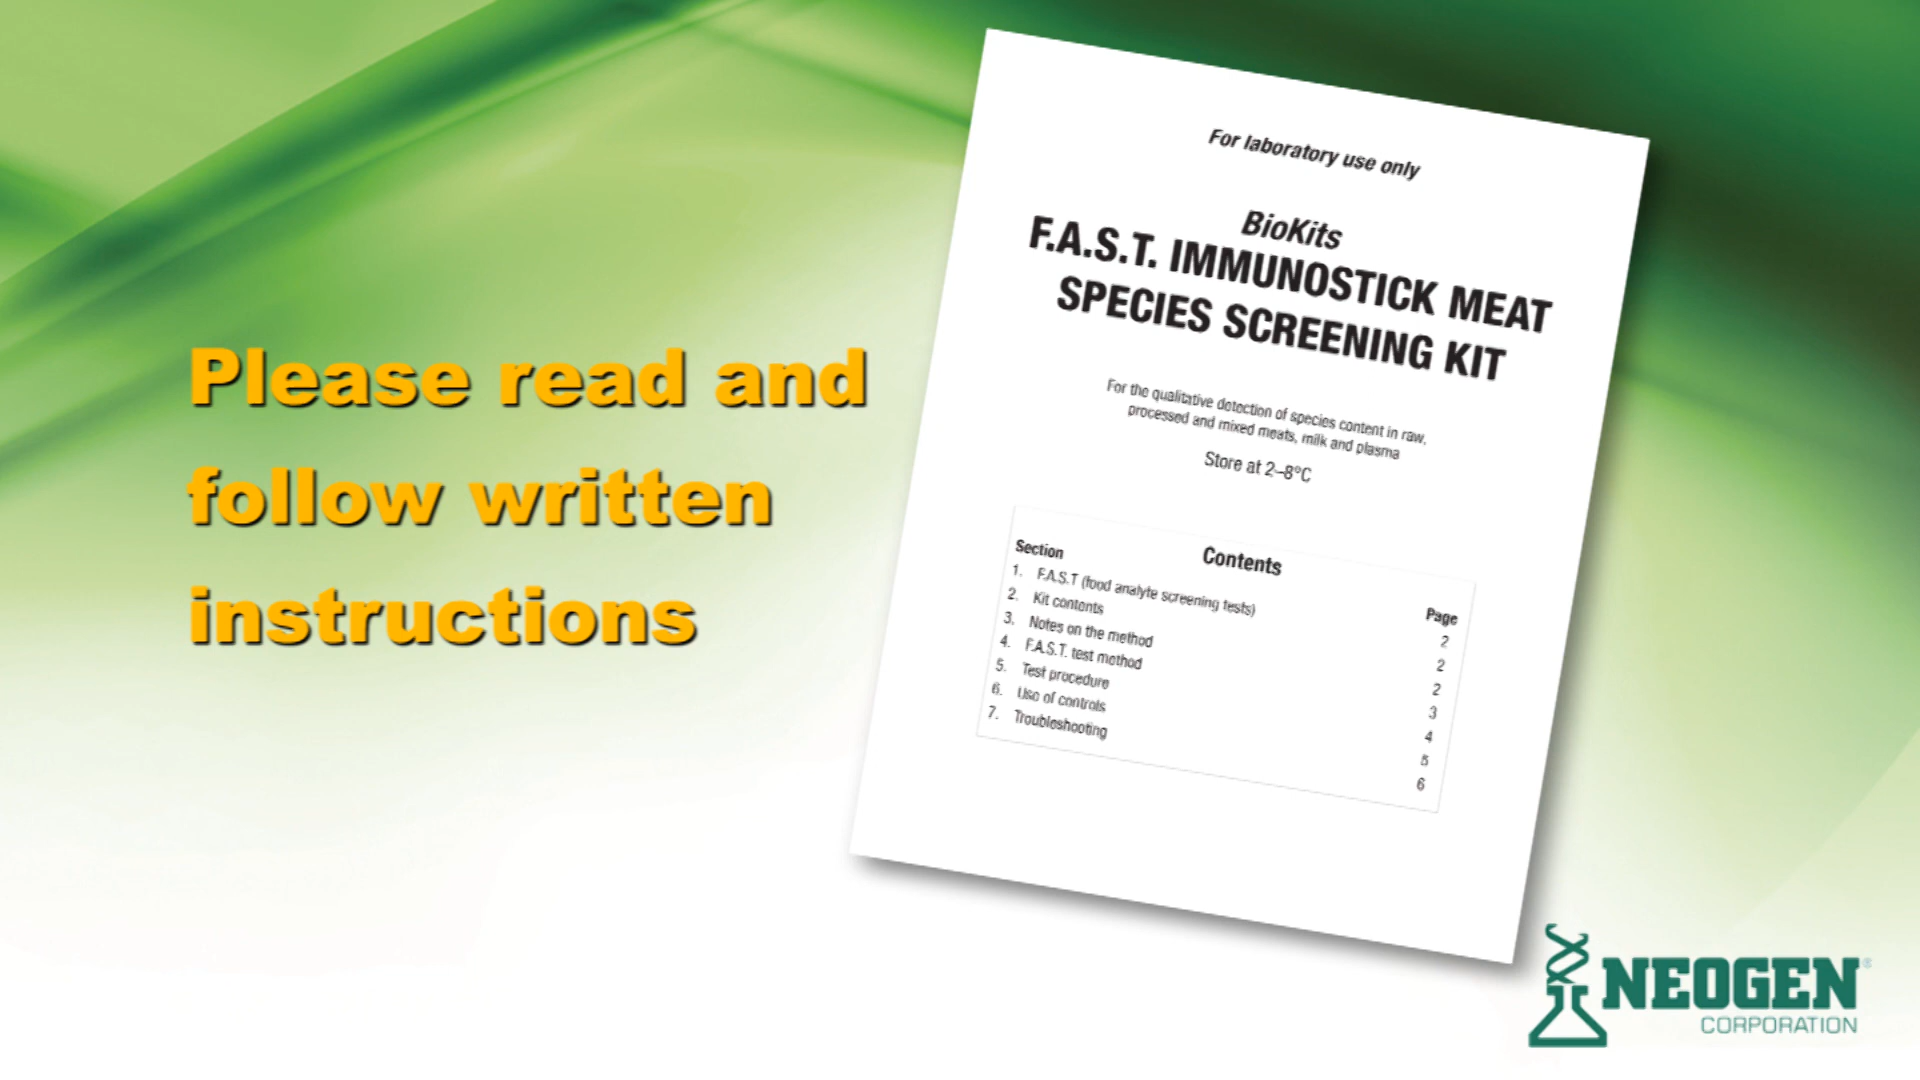 Please read and
follow written
instructions
For laboratory use only
BioKits
F.A.S.T. IMMUNOSTICK MEAT
SPECIES SCREENING KIT
For the qualitative detection of species content in raw,
processed and mixed meats, milk and plasma
Store at 2–8°C
Contents
Section Page
1. F.A.S.T (food analyte screening tests) 2
2. Kit contents 2
3. Notes on the method 2
4. F.A.S.T. test method 3
5. Test procedure 4
6. Use of controls 5
7. Troubleshooting 6
NEOGEN®
CORPORATION